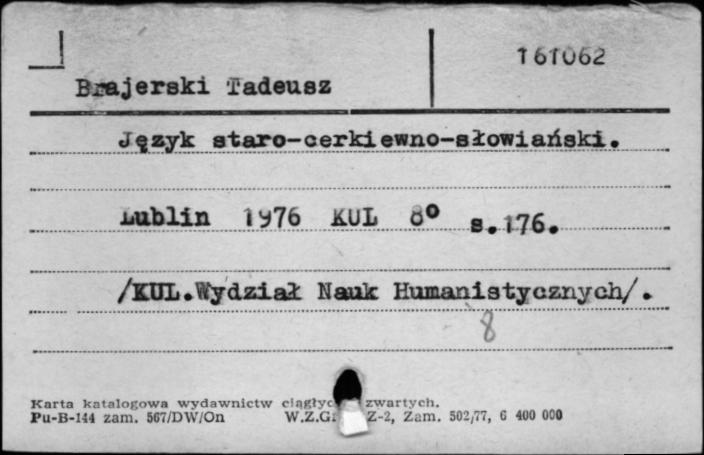 161062
Brajerski Tadeusz
Język staro-cerkiewno-słowiański.
Lublin 1976 KUL 8º s.176.
/KUL.Wydział Nauk Humanistycznych/.
8
Karta katalogowa wydawnictw zwartych.
Pu-B-144 zam. 567/DW/On Z-2, Zam. 502/77, 6 400 000